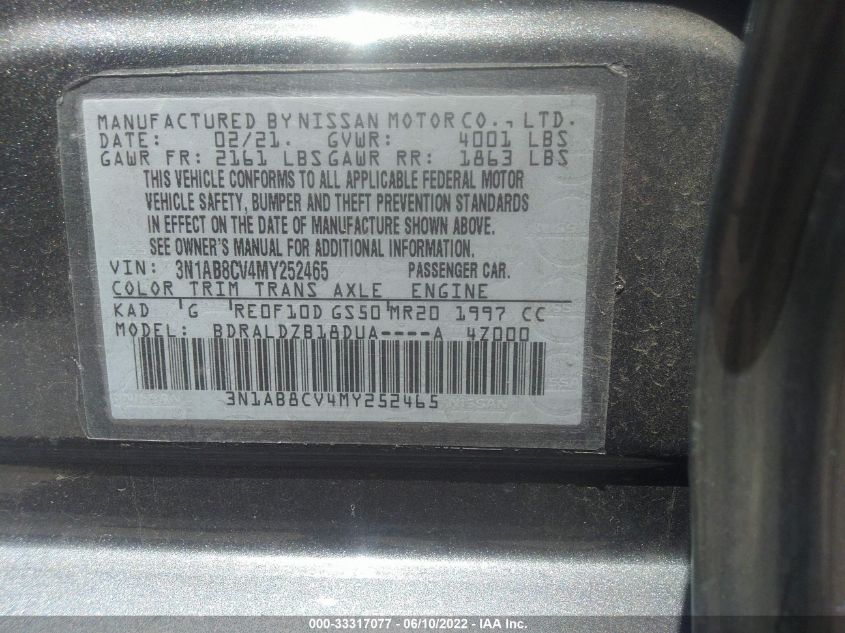 MANUFACTURED BY NISSAN MOTOR CO., LTD.
DATE: 02/21. GVWR: 4001 LBS
GAWR FR: 2161 LBS GAWR RR: 1863 LBS
THIS VEHICLE CONFORMS TO ALL APPLICABLE FEDERAL MOTOR
VEHICLE SAFETY, BUMPER AND THEFT PREVENTION STANDARDS
IN EFFECT ON THE DATE OF MANUFACTURE SHOWN ABOVE.
SEE OWNER'S MANUAL FOR ADDITIONAL INFORMATION.
VIN: 3N1AB8CV4MY252465 PASSENGER CAR.
COLOR TRIM TRANS AXLE ENGINE
KAD G RE0F10D GS50 MR20 1997 CC
MODEL: BDRALDZB18DUA----A 4Z000
3N1AB8CV4MY252465
000-33317077 - 06/10/2022 - IAA Inc.